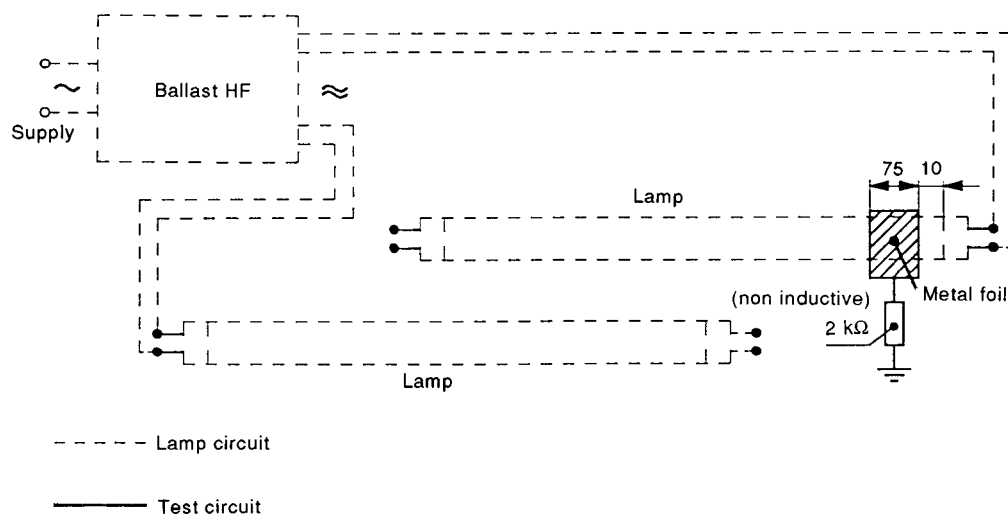 Ballast HF
Supply
75 10
Lamp
Metal foil
(non inductive)
2 kΩ
Lamp
Lamp circuit
Test circuit